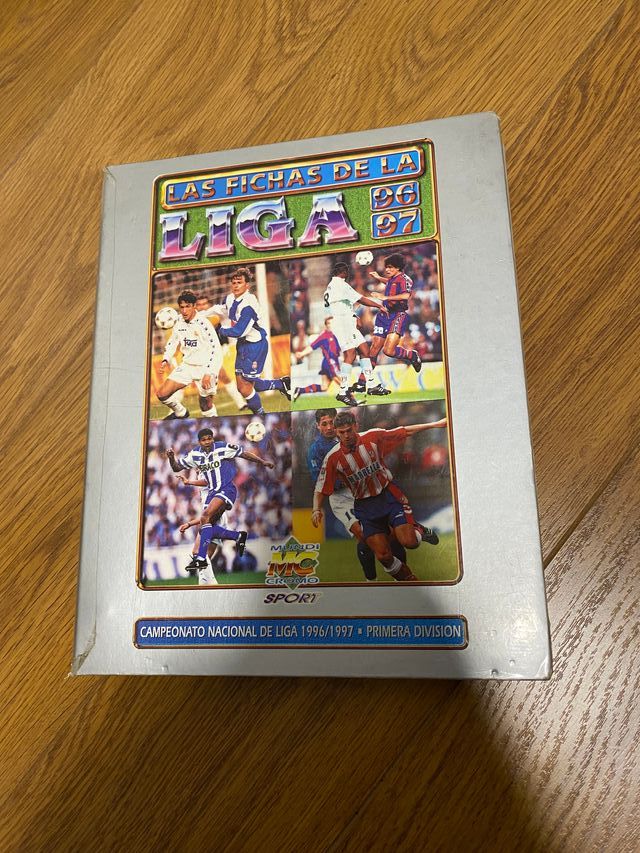 LAS FICHAS DE LA
LIGA
96
97
8
MUNDI
MC
CROMO
SPORT
CAMPEONATO NACIONAL DE LIGA 1996/1997 ▪ PRIMERA DIVISION